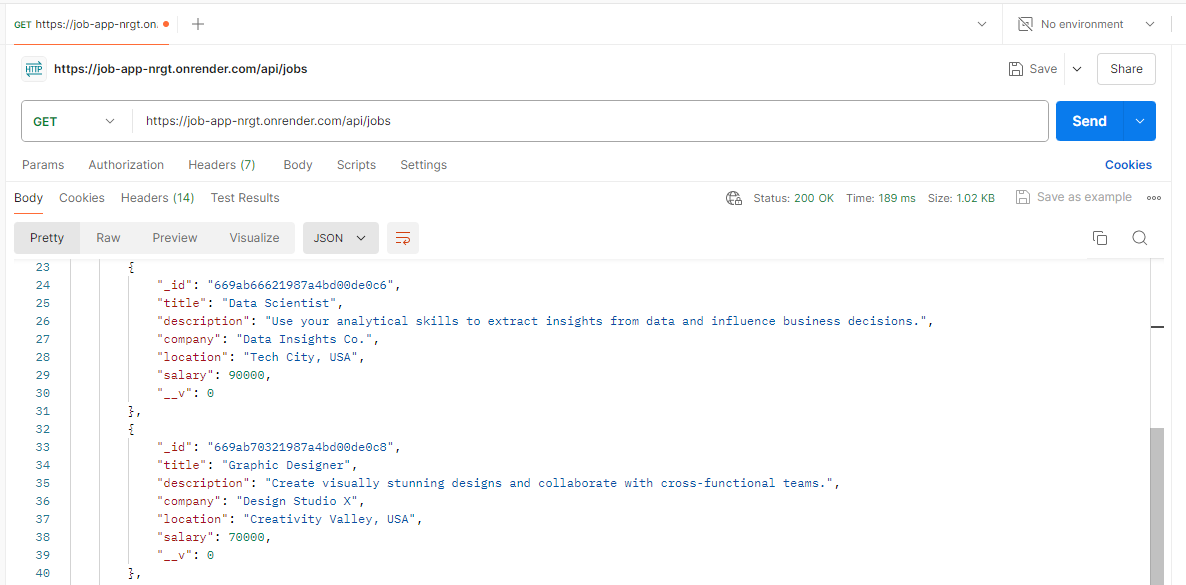 GET https://job-app-nrgt.on.
No environment
HTTP https://job-app-nrgt.onrender.com/api/jobs
Save
Share
GET https://job-app-nrgt.onrender.com/api/jobs
Send
Params Authorization Headers (7) Body Scripts Settings Cookies
Body Cookies Headers (14) Test Results Status: 200 OK Time: 189 ms Size: 1.02 KB Save as example
Pretty Raw Preview Visualize JSON
23 {
24 "_id": "669ab66621987a4bd00de0c6",
25 "title": "Data Scientist",
26 "description": "Use your analytical skills to extract insights from data and influence business decisions.",
27 "company": "Data Insights Co.",
28 "location": "Tech City, USA",
29 "salary": 90000,
30 "__v": 0
31 },
32 {
33 "_id": "669ab70321987a4bd00de0c8",
34 "title": "Graphic Designer",
35 "description": "Create visually stunning designs and collaborate with cross-functional teams.",
36 "company": "Design Studio X",
37 "location": "Creativity Valley, USA",
38 "salary": 70000,
39 "__v": 0
40 },